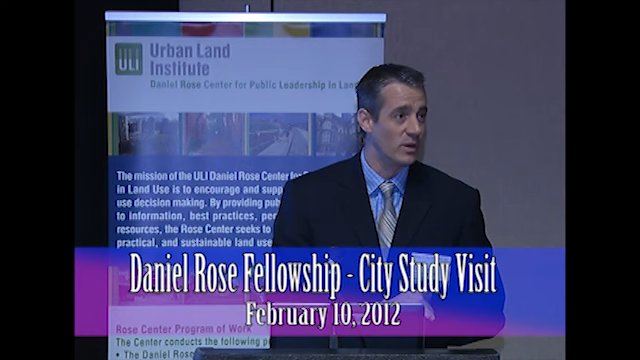 ULI
Urban Land
Institute
Daniel Rose Center for Public Leadership in Land
The mission of the ULI Daniel Rose Center for
in Land Use is to encourage and
use decision making. By providing
to information, best practices,
resources, the Rose Center seeks to
practical, and sustainable land use
Daniel Rose Fellowship - City Study Visit
February 10, 2012
Rose Center Program of Work
The Center conducts the following
• The Daniel Rose